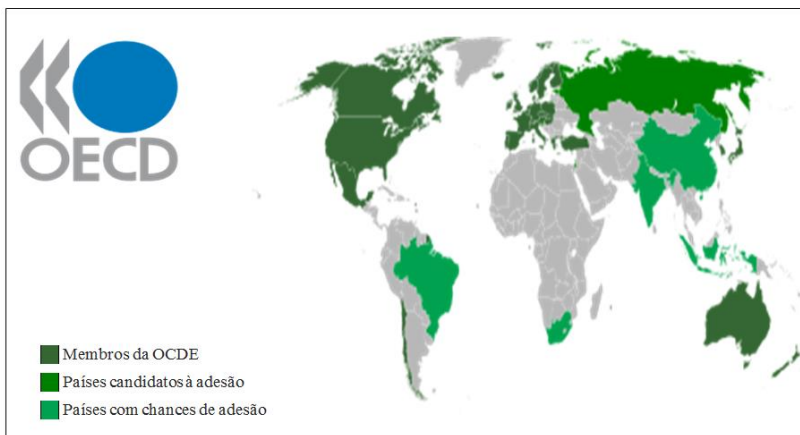 OECD
Membros da OCDE
Países candidatos à adesão
Países com chances de adesão